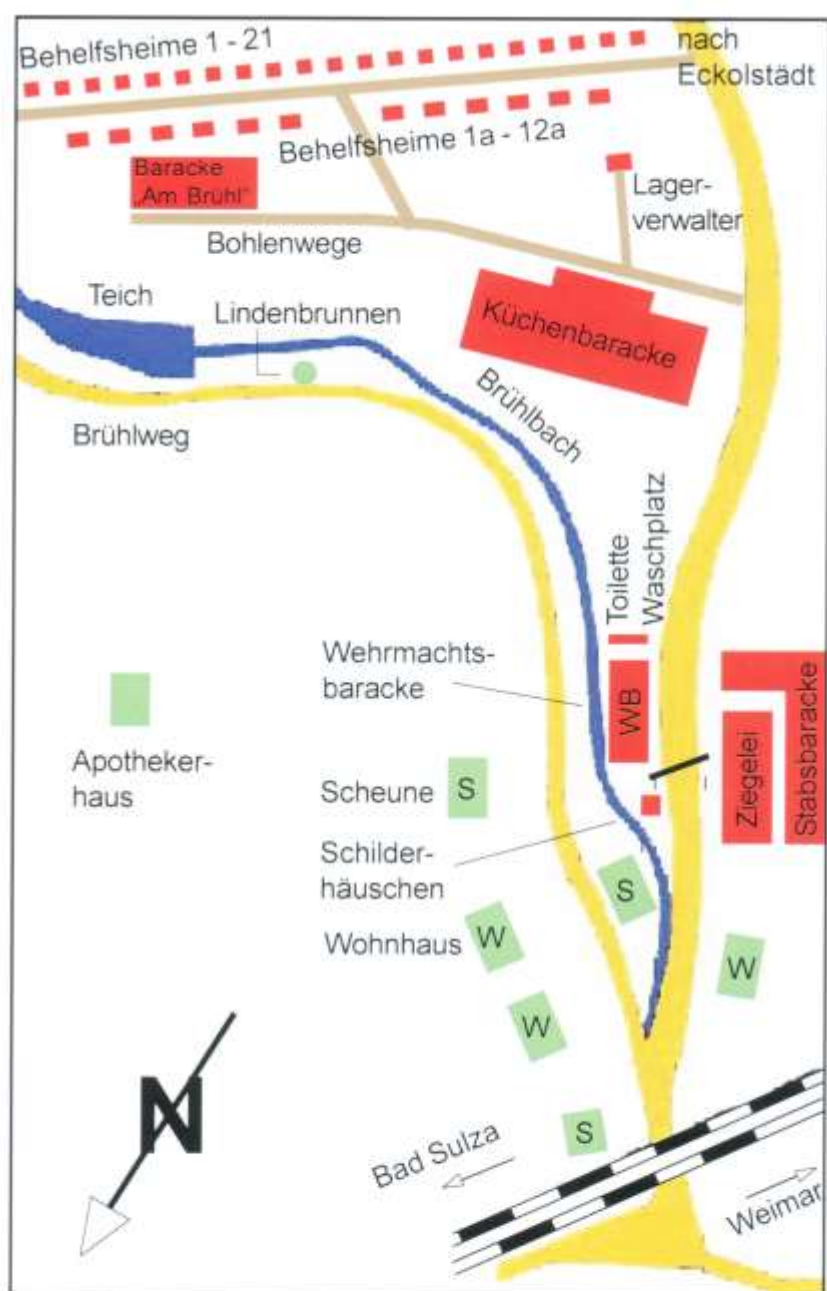 Behelfsheime 1 - 21
nach
Eckolstädt
Behelfsheime 1a - 12a
Baracke
„Am Brühl“
Lager-
verwalter
Bohlenwege
Teich
Lindenbrunnen
Küchenbaracke
Brühlweg
Brühlbach
Toilette
Waschplatz
Wehrmachts-
baracke
WB
Apotheker-
haus
Ziegelei
Stabsbaracke
Scheune
S
Schilder-
häuschen
S
Wohnhaus
W
W
W
N
S
Bad Sulza
Weimar